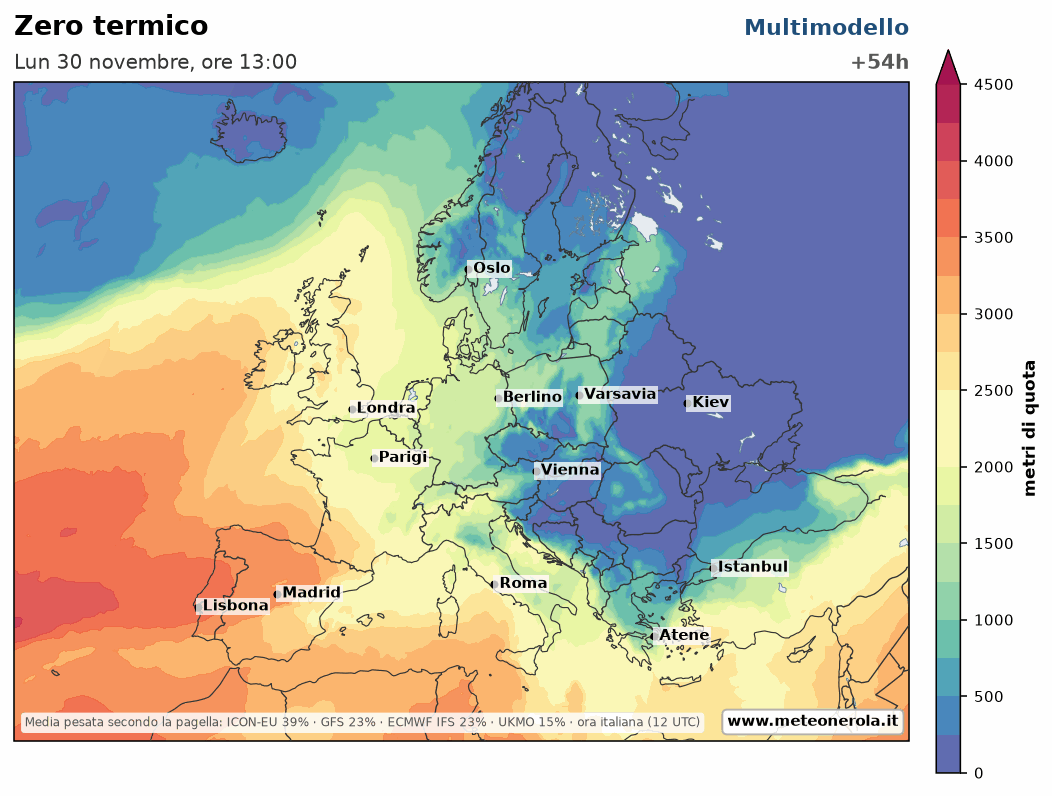 Zero termico
Multimodello
Lun 30 novembre, ore 13:00
+54h
4500
4000
3500
3000
2500
2000
1500
1000
500
0
metri di quota
Oslo
Berlino
Varsavia
Kiev
Londra
Parigi
Vienna
Istanbul
Roma
Madrid
Lisbona
Atene
Media pesata secondo la pagella: ICON-EU 39% · GFS 23% · ECMWF IFS 23% · UKMO 15% · ora italiana (12 UTC)
www.meteonerola.it